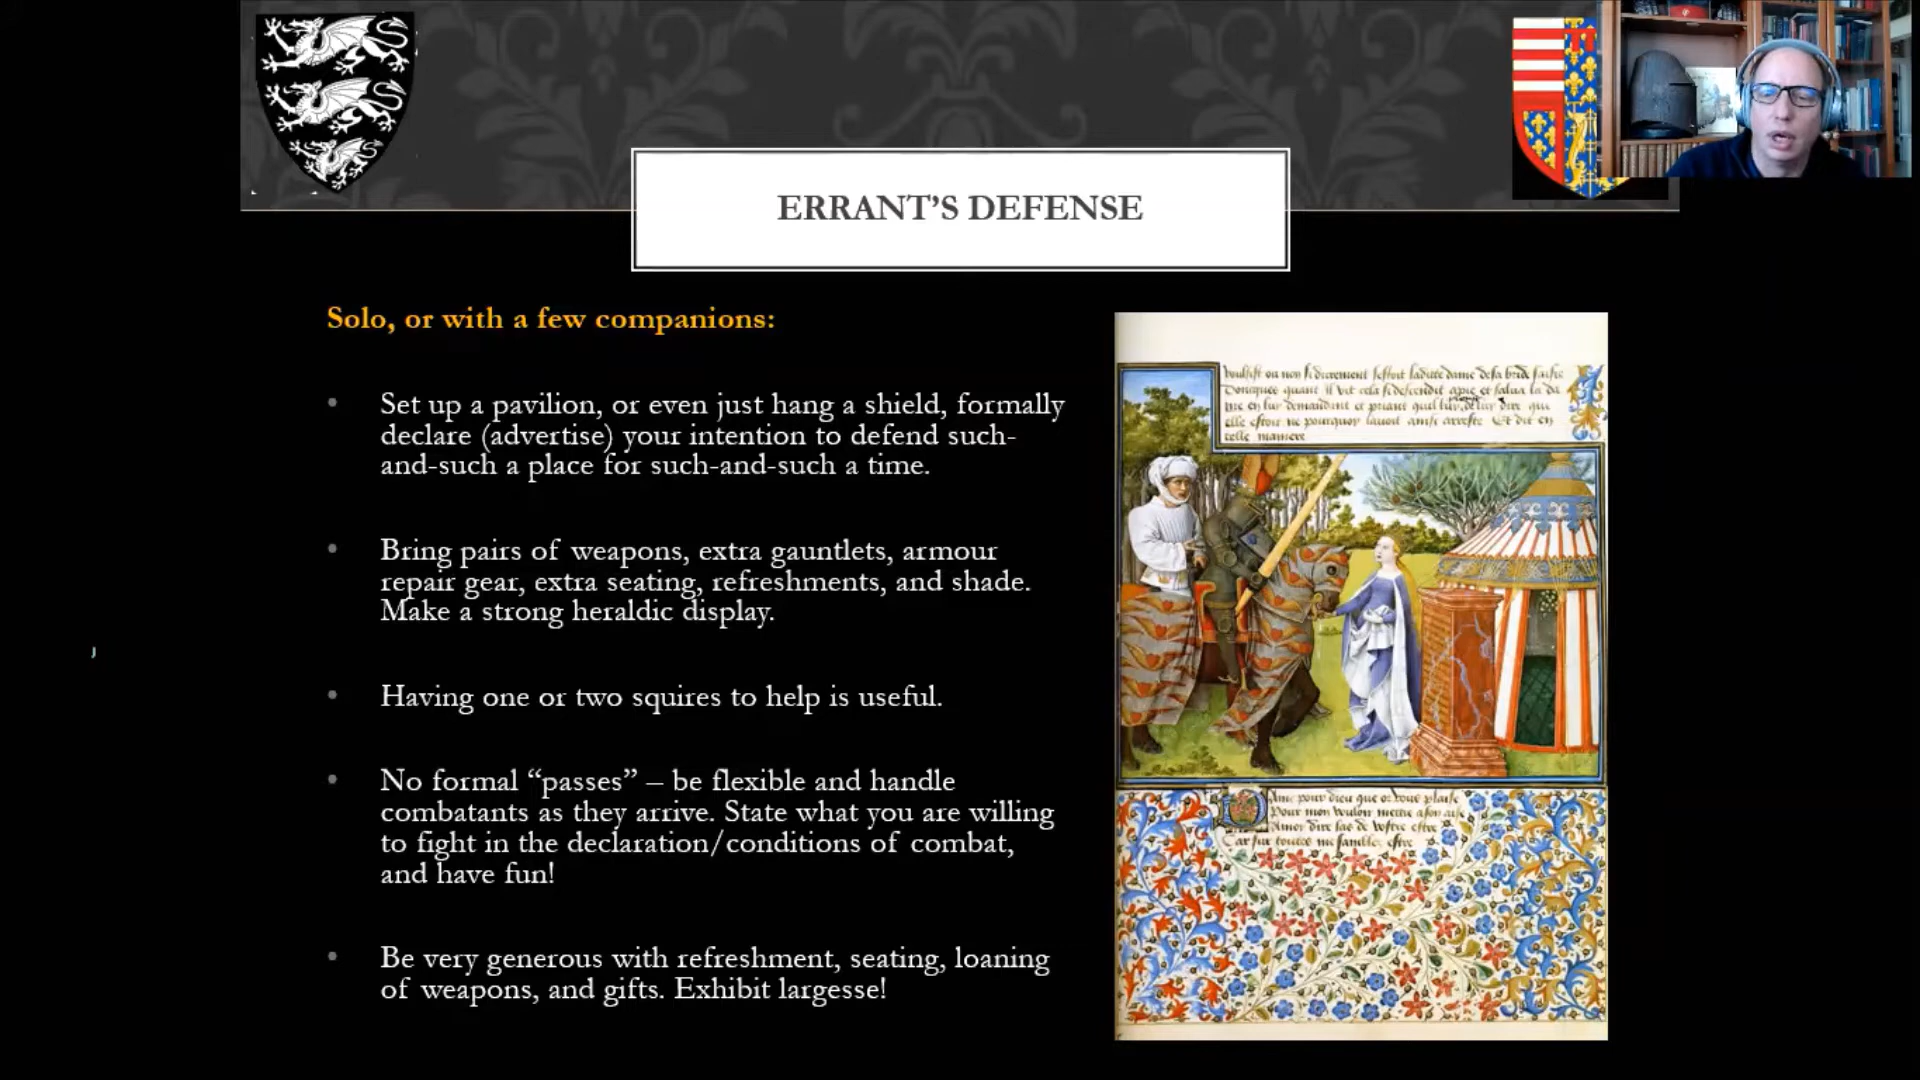 ERRANT’S DEFENSE
Solo, or with a few companions:
• Set up a pavilion, or even just hang a shield, formally
declare (advertise) your intention to defend such-
and-such a place for such-and-such a time.
• Bring pairs of weapons, extra gauntlets, armour
repair gear, extra seating, refreshments, and shade.
Make a strong heraldic display.
• Having one or two squires to help is useful.
• No formal “passes” – be flexible and handle
combatants as they arrive. State what you are willing
to fight in the declaration/conditions of combat,
and have fun!
• Be very generous with refreshment, seating, loaning
of weapons, and gifts. Exhibit largesse!